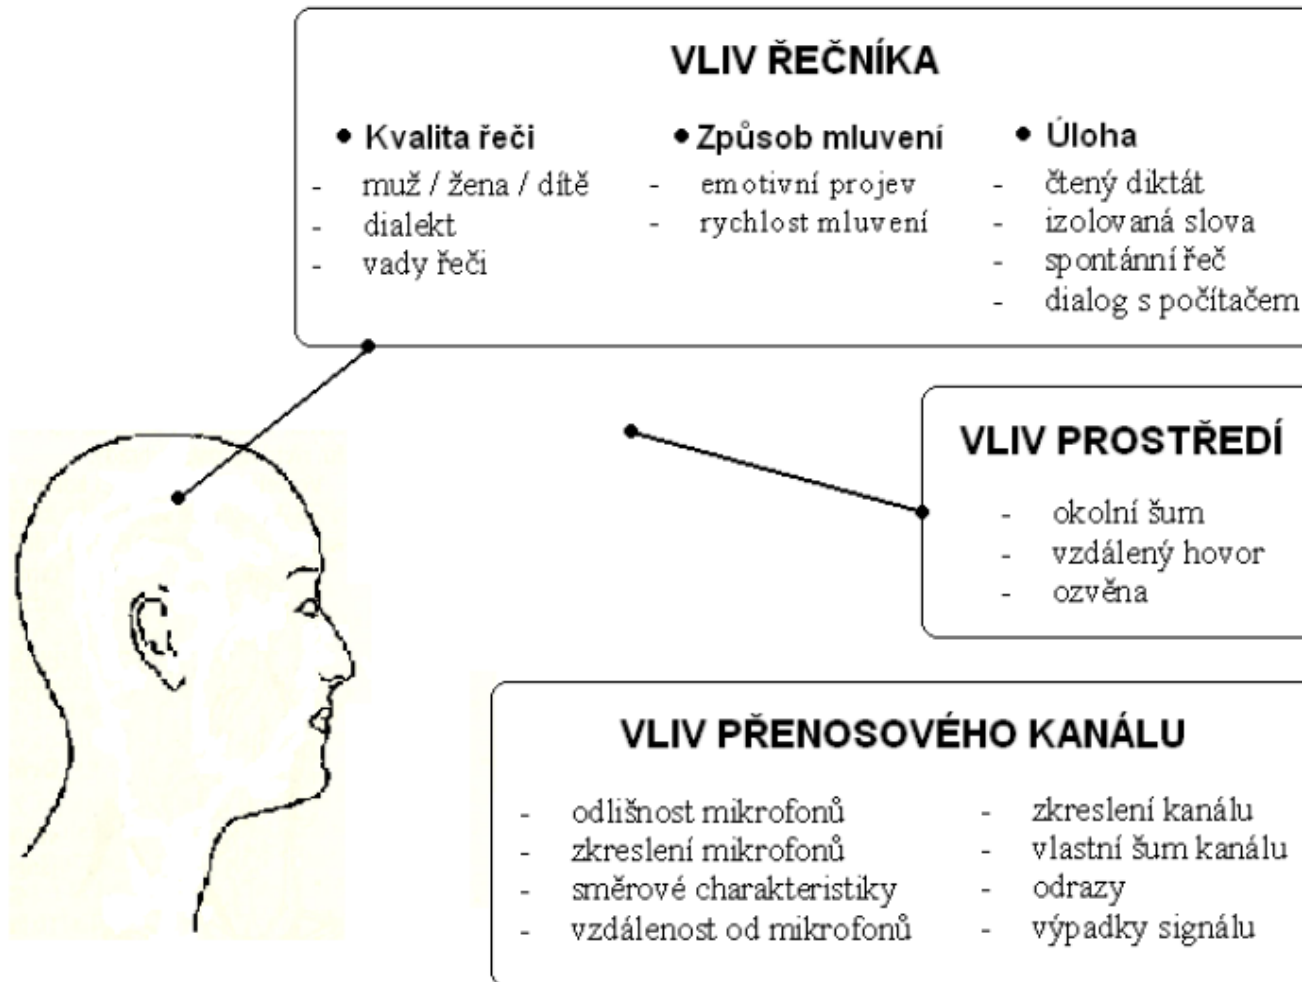 VLIV ŘEČNÍKA
• Kvalita řeči
- muž / žena / dítě
- dialekt
- vady řeči
• Způsob mluvení
- emotivní projev
- rychlost mluvení
• Úloha
- čtený diktát
- izolovaná slova
- spontánní řeč
- dialog s počítačem
VLIV PROSTŘEDÍ
- okolní šum
- vzdálený hovor
- ozvěna
VLIV PŘENOSOVÉHO KANÁLU
- odlišnost mikrofonů
- zkreslení mikrofonů
- směrové charakteristiky
- vzdálenost od mikrofonů
- zkreslení kanálu
- vlastní šum kanálu
- odrazy
- výpadky signálu